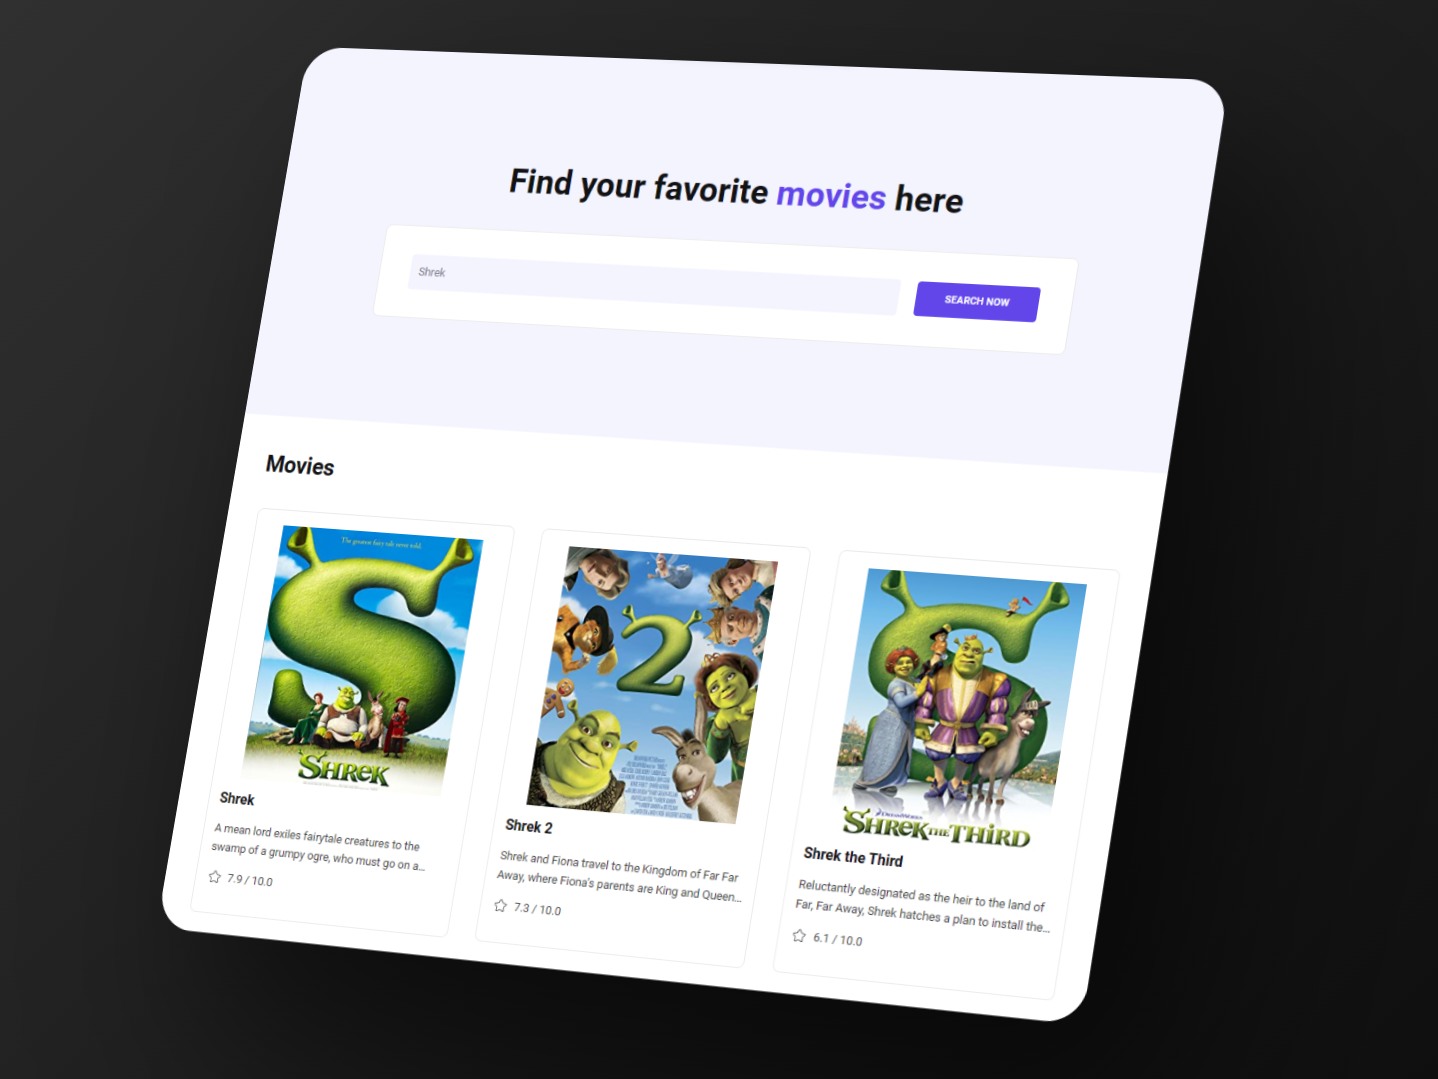 Find your favorite movies here
Shrek
SEARCH NOW
Movies
The greatest fairy tale never told.
SHREK
2
DreamWorks
SHREK THE THIRD
Shrek
A mean lord exiles fairytale creatures to the
swamp of a grumpy ogre, who must go on a...
7.9 / 10.0
Shrek 2
Shrek and Fiona travel to the Kingdom of Far Far
Away, where Fiona's parents are King and Queen...
7.3 / 10.0
Shrek the Third
Reluctantly designated as the heir to the land of
Far, Far Away, Shrek hatches a plan to install the...
6.1 / 10.0